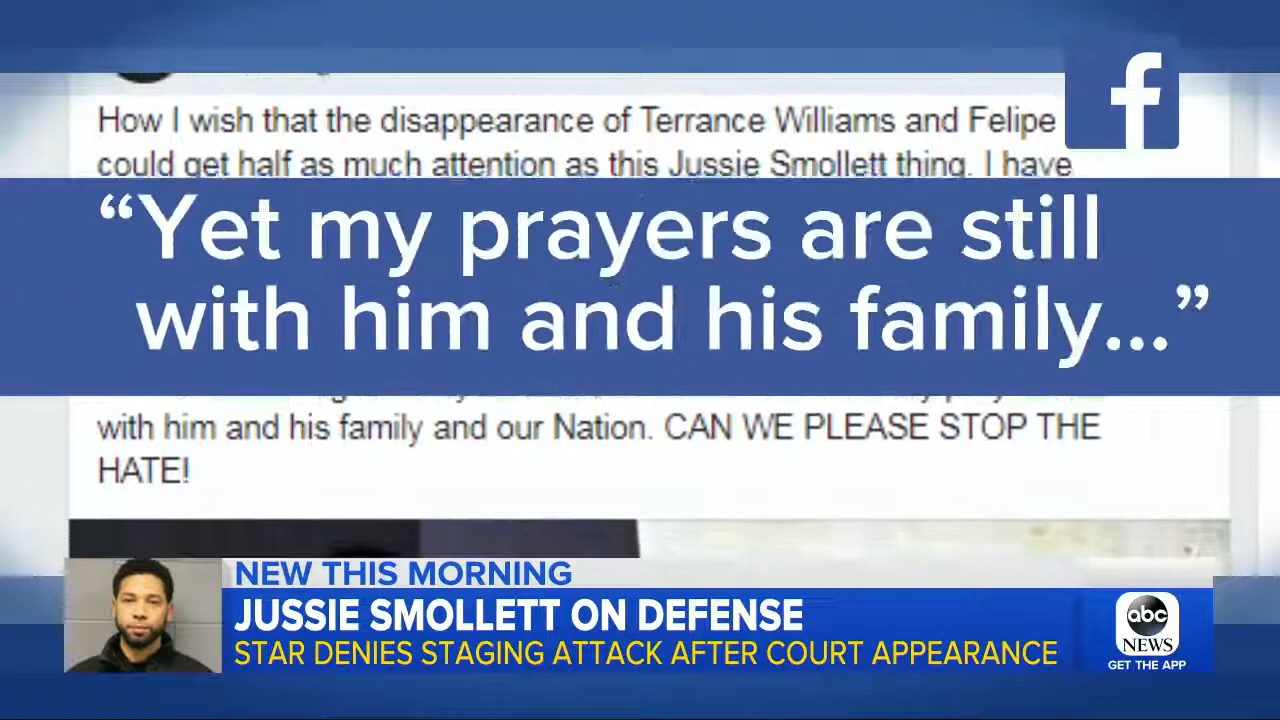 How I wish that the disappearance of Terrance Williams and Felipe
could get half as much attention as this Jussie Smollett thing. I have
“Yet my prayers are still
with him and his family...”
with him and his family and our Nation. CAN WE PLEASE STOP THE
HATE!
f
NEW THIS MORNING
JUSSIE SMOLLETT ON DEFENSE
STAR DENIES STAGING ATTACK AFTER COURT APPEARANCE
abc
NEWS
GET THE APP